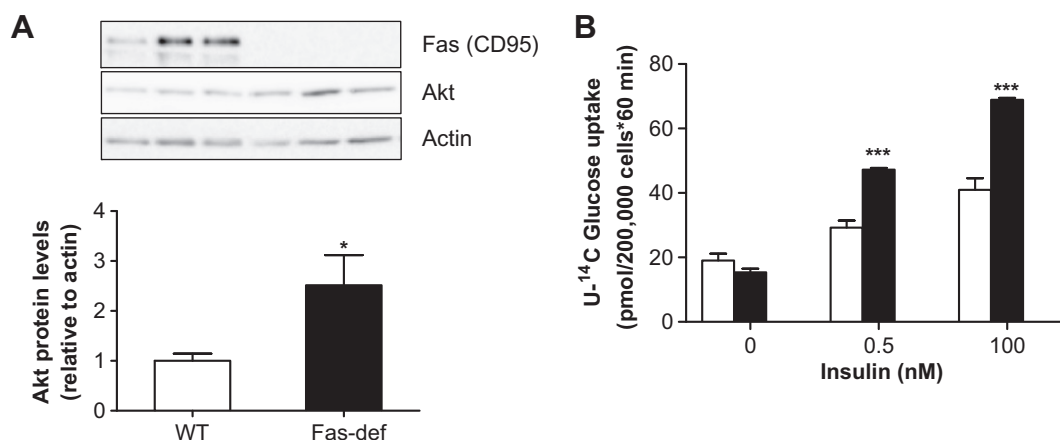 A
Fas (CD95)
Akt
Actin
Akt protein levels
(relative to actin)
4
3
2
1
0
*
WT
Fas-def
B
U-¹⁴C Glucose uptake
(pmol/200,000 cells*60 min)
80
60
40
20
0
***
***
0
0.5
100
Insulin (nM)